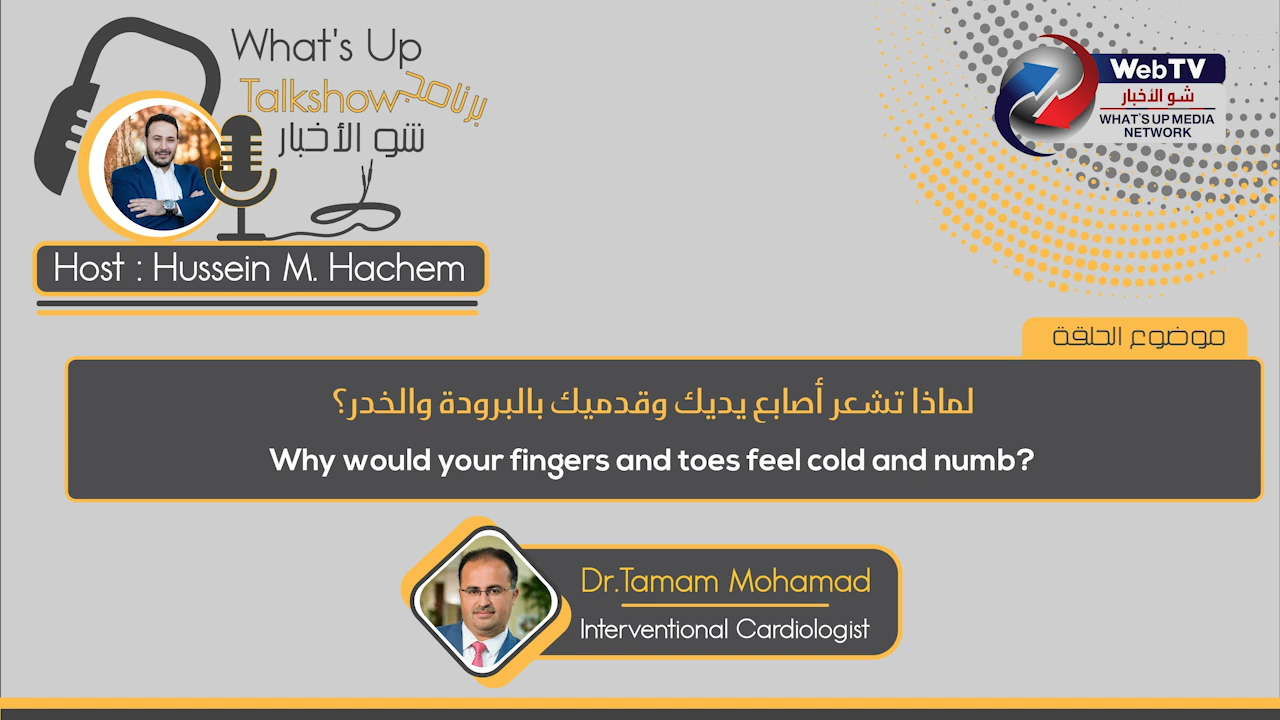 What's Up
Talkshow برنامج
شو الأخبار
Host : Hussein M. Hachem
WebTV
شو الأخبار
WHAT'S UP MEDIA
NETWORK
موضوع الحلقة
لماذا تشعر أصابع يديك وقدميك بالبرودة والخدر؟
Why would your fingers and toes feel cold and numb?
Dr.Tamam Mohamad
Interventional Cardiologist